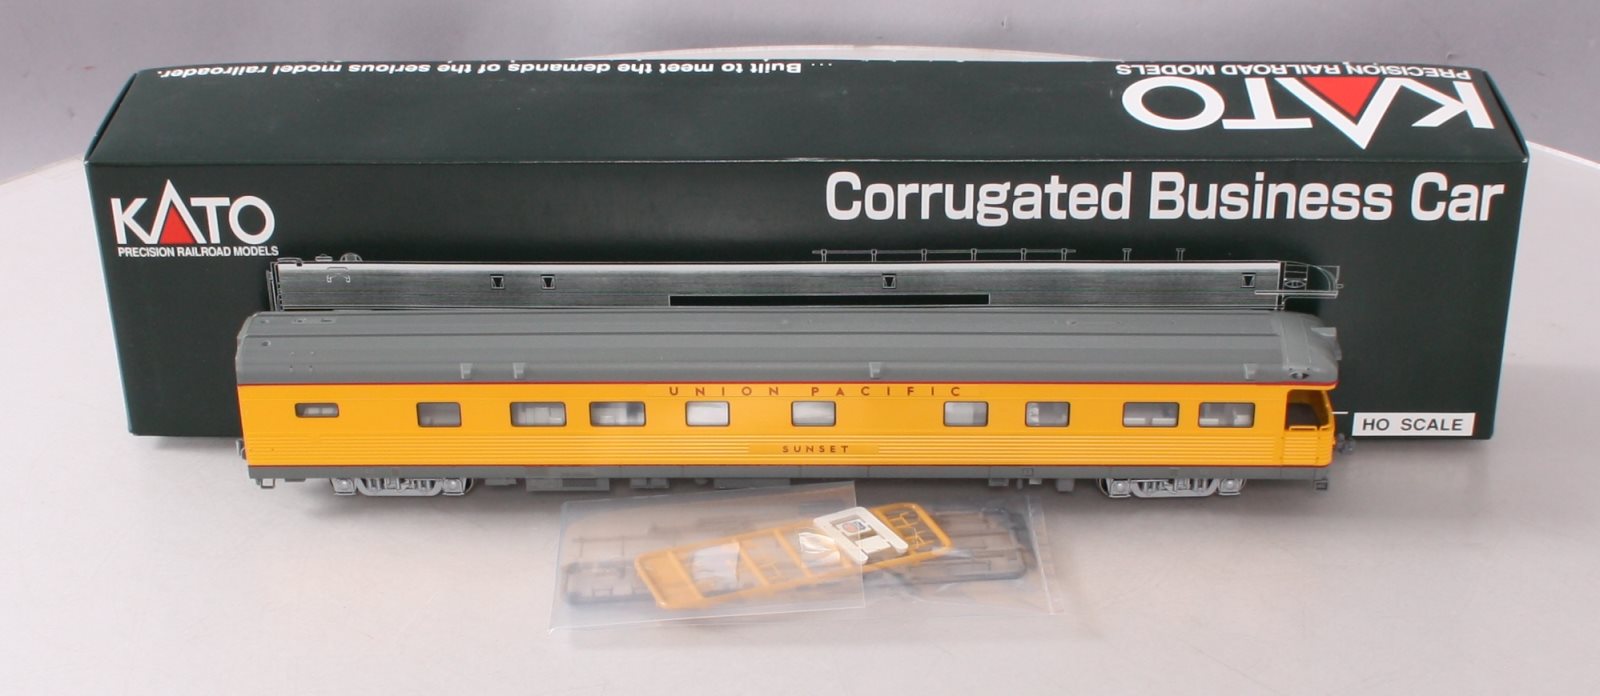 ... Built to meet the demands of the serious model railroader.
KATO
PRECISION RAILROAD MODELS
KATO
PRECISION RAILROAD MODELS
Corrugated Business Car
UNION PACIFIC
SUNSET
HO SCALE